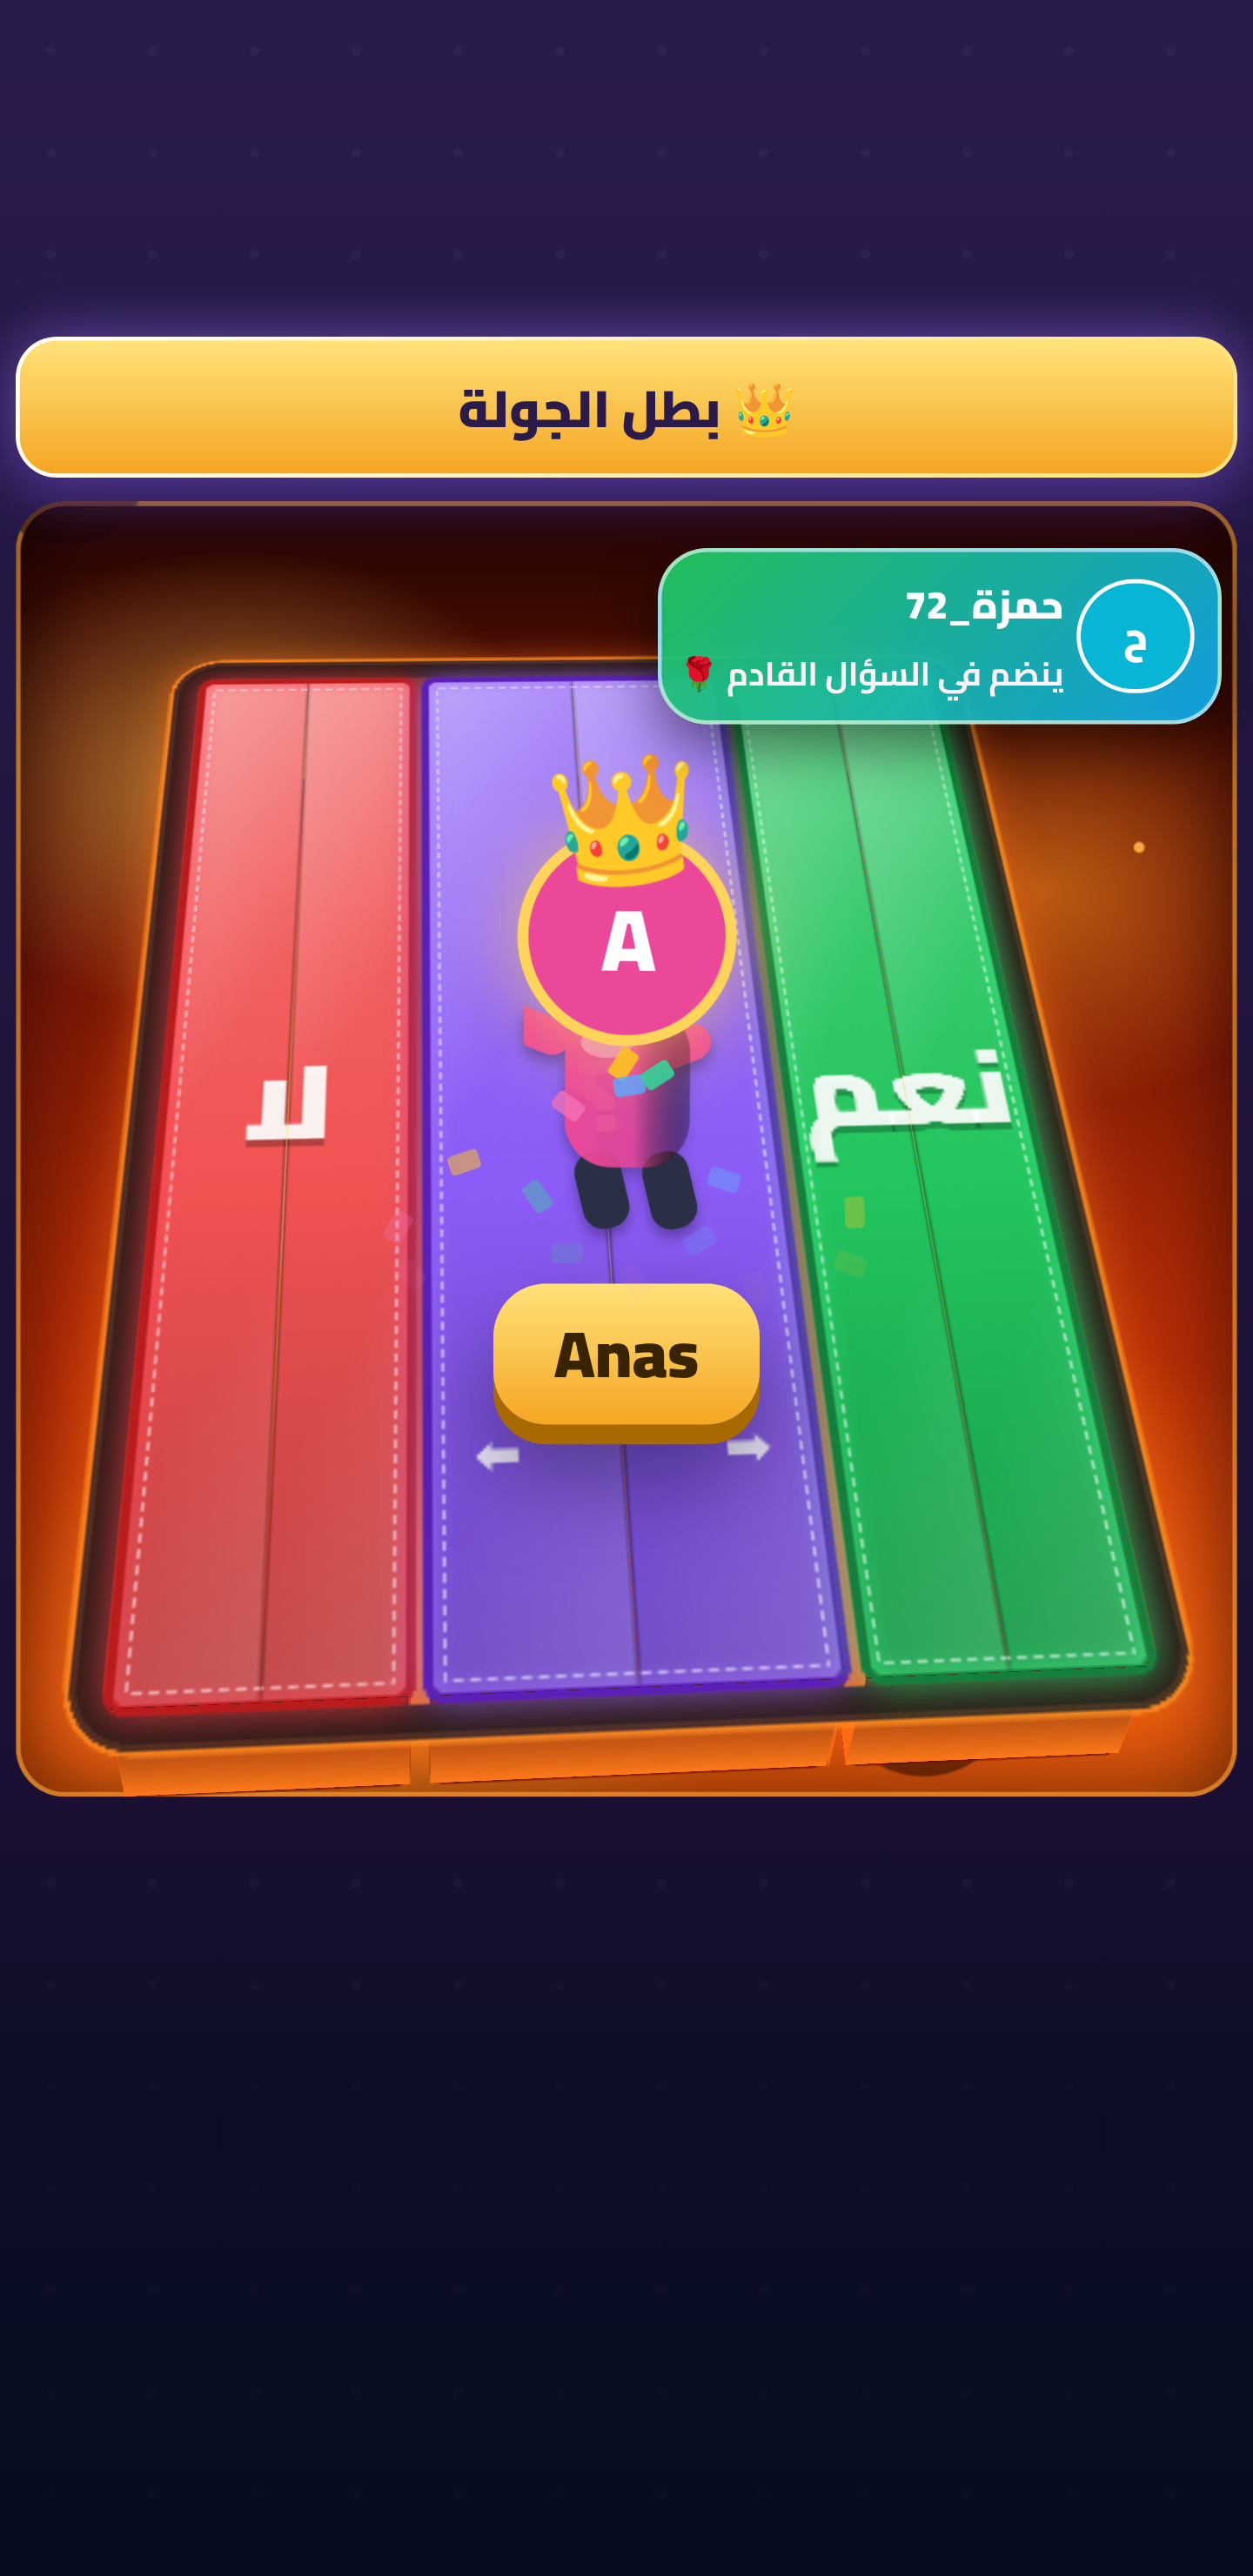 👑 بطل الجولة
ح
حمزة_72
ينضم في السؤال القادم 🌹
A
نعم
لا
Anas
⬅ ➡